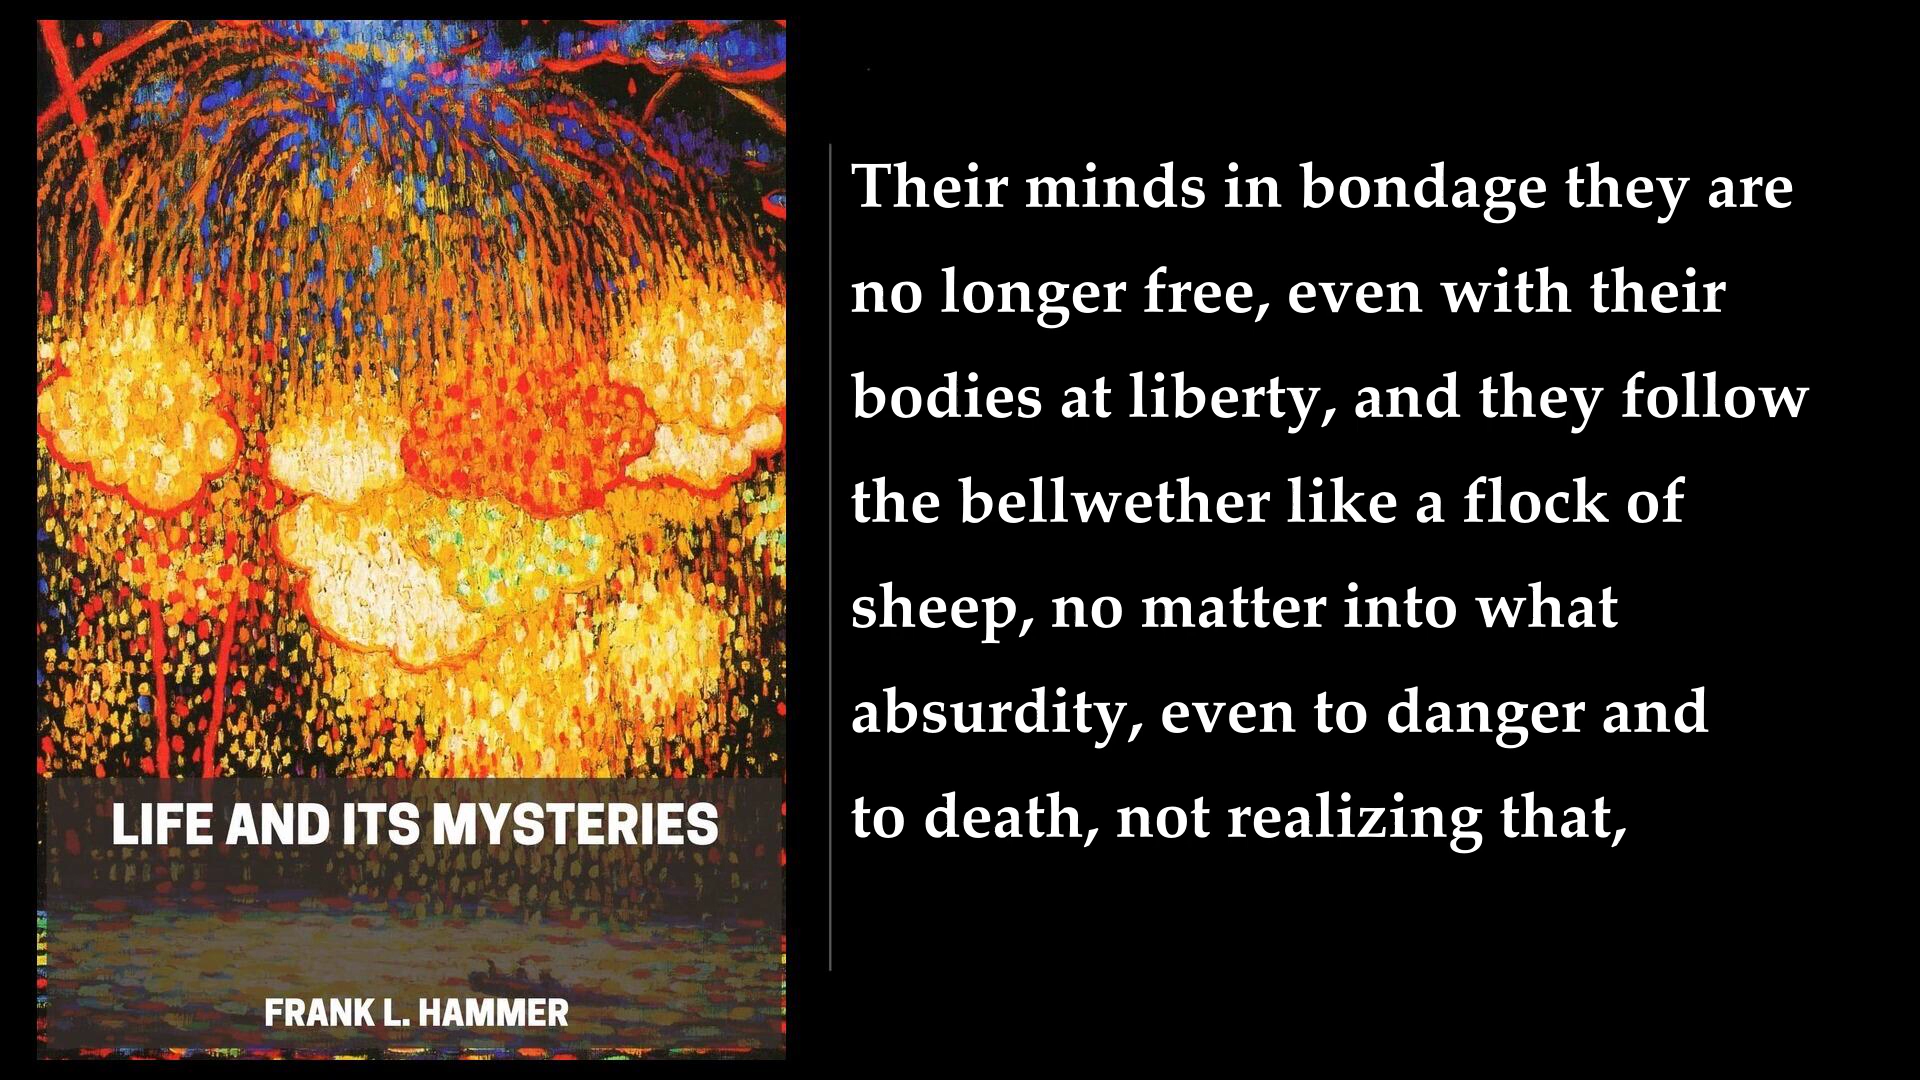 LIFE AND ITS MYSTERIES
FRANK L. HAMMER
Their minds in bondage they are
no longer free, even with their
bodies at liberty, and they follow
the bellwether like a flock of
sheep, no matter into what
absurdity, even to danger and
to death, not realizing that,